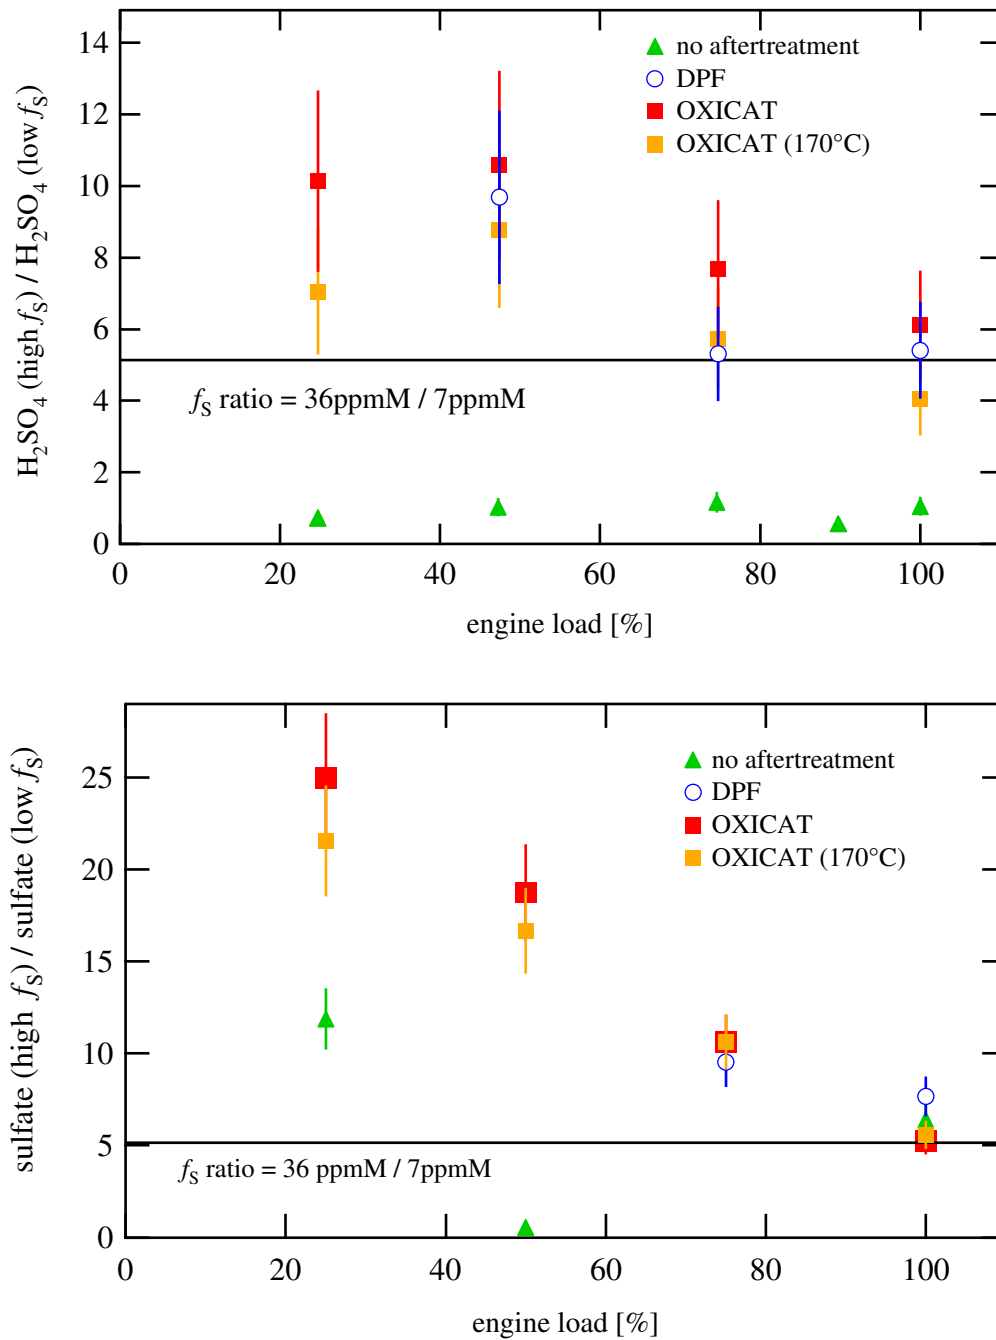 14
12
10
8
6
4
2
0
H2SO4 (high fS) / H2SO4 (low fS)
no aftertreatment
DPF
OXICAT
OXICAT (170°C)
fS ratio = 36ppmM / 7ppmM
0 20 40 60 80 100
engine load [%]
25
20
15
10
5
0
sulfate (high fS) / sulfate (low fS)
no aftertreatment
DPF
OXICAT
OXICAT (170°C)
fS ratio = 36 ppmM / 7ppmM
0 20 40 60 80 100
engine load [%]